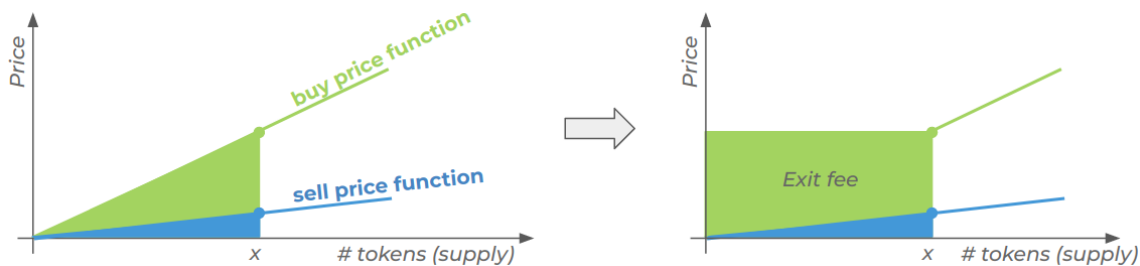 Price
buy price function
sell price function
x
# tokens (supply)
Price
Exit fee
x
# tokens (supply)